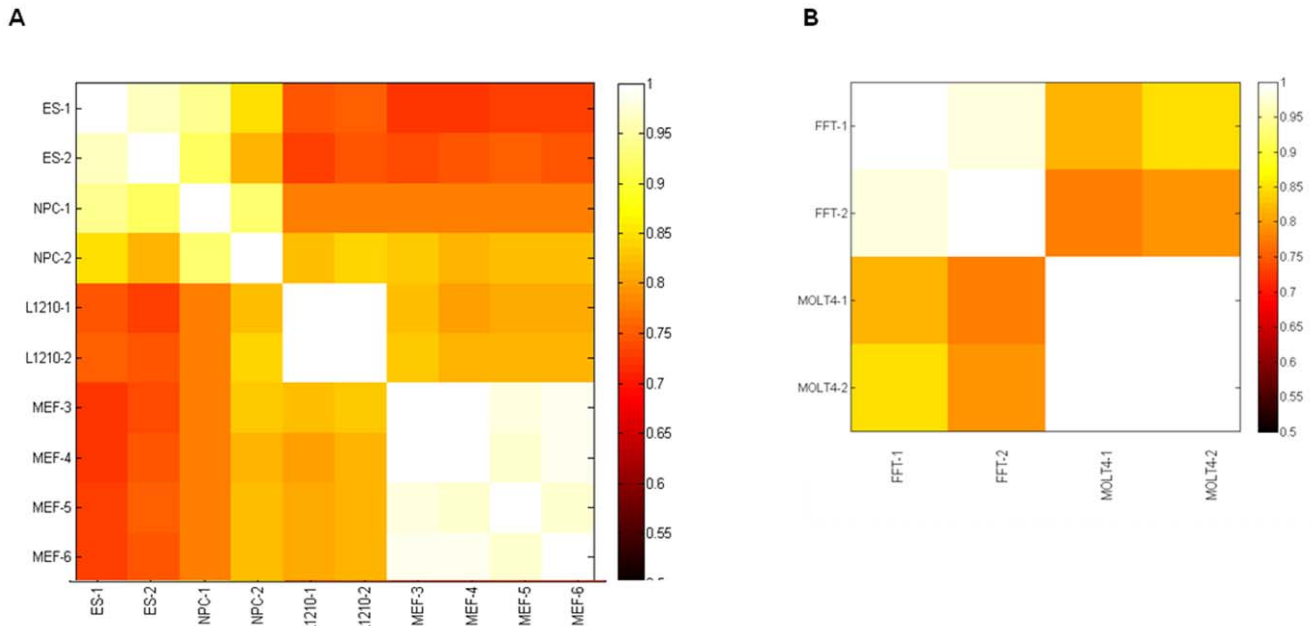 A
B
ES-1
ES-2
NPC-1
NPC-2
L1210-1
L1210-2
MEF-3
MEF-4
MEF-5
MEF-6
1
0.95
0.9
0.85
0.8
0.75
0.7
0.65
0.6
0.55
ES-1
ES-2
NPC-1
NPC-2
1210-1
1210-2
MEF-3
MEF-4
MEF-5
MEF-6
FFT-1
FFT-2
MOLT4-1
MOLT4-2
1
0.95
0.9
0.85
0.8
0.75
0.7
0.65
0.6
0.55
0.5
FFT-1
FFT-2
MOLT4-1
MOLT4-2